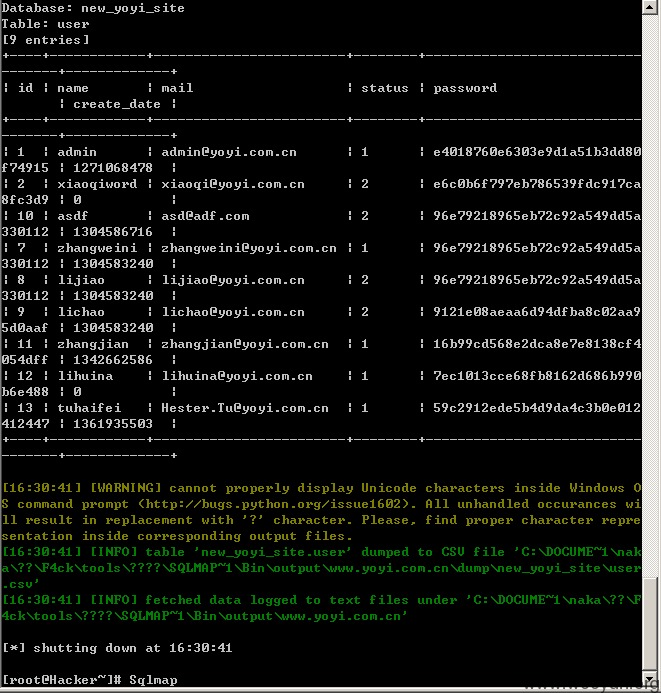 Database: new_yoyi_site
Table: user
[9 entries]
+----+------------+------------------------+--------+---------------------------
-------+-------------+
¦ id ¦ name       ¦ mail                   ¦ status ¦ password
       ¦ create_date ¦
+----+------------+------------------------+--------+---------------------------
-------+-------------+
¦ 1  ¦ admin      ¦ admin@yoyi.com.cn      ¦ 1      ¦ e4018760e6303e9d1a51b3dd80
f74915 ¦ 1271068478  ¦
¦ 2  ¦ xiaoqiword ¦ xiaoqi@yoyi.com.cn     ¦ 2      ¦ e6c0b6f797eb786539fdc917ca
8fc3d9 ¦ 0           ¦
¦ 10 ¦ asdf       ¦ asd@adf.com            ¦ 2      ¦ 96e79218965eb72c92a549dd5a
330112 ¦ 1304586716  ¦
¦ 7  ¦ zhangweini ¦ zhangweini@yoyi.com.cn ¦ 1      ¦ 96e79218965eb72c92a549dd5a
330112 ¦ 1304583240  ¦
¦ 8  ¦ lijiao     ¦ lijiao@yoyi.com.cn     ¦ 2      ¦ 96e79218965eb72c92a549dd5a
330112 ¦ 1304583240  ¦
¦ 9  ¦ lichao     ¦ lichao@yoyi.com.cn     ¦ 2      ¦ 9121e08aeaa6d94dfba8c02aa9
5d0aaf ¦ 1304583240  ¦
¦ 11 ¦ zhangjian  ¦ zhangjian@yoyi.com.cn  ¦ 1      ¦ 16b99cd568e2dca8e7e8138cf4
054dff ¦ 1342662586  ¦
¦ 12 ¦ lihuina    ¦ lihuina@yoyi.com.cn    ¦ 1      ¦ 7ec1013cce68fb8162d686b990
b6e488 ¦ 0           ¦
¦ 13 ¦ tuhaifei   ¦ Hester.Tu@yoyi.com.cn  ¦ 1      ¦ 59c2912ede5b4d9da4c3b0e012
412447 ¦ 1361935503  ¦
+----+------------+------------------------+--------+---------------------------
-------+-------------+
[16:30:41] [WARNING] cannot properly display Unicode characters inside Windows O
S command prompt (http://bugs.python.org/issue1602). All unhandled occurances wi
ll result in replacement with '?' character. Please, find proper character repre
sentation inside corresponding output files.
[16:30:41] [INFO] table 'new_yoyi_site.user' dumped to CSV file 'C:\DOCUME~1\nak
a\??\F4ck\tools\????\SQLMAP~1\Bin\output\www.yoyi.com.cn\dump\new_yoyi_site\user
.csv'
[16:30:41] [INFO] fetched data logged to text files under 'C:\DOCUME~1\naka\??\F
4ck\tools\????\SQLMAP~1\Bin\output\www.yoyi.com.cn'
[*] shutting down at 16:30:41
[root@Hacker~]# Sqlmap
www.wooyun.org